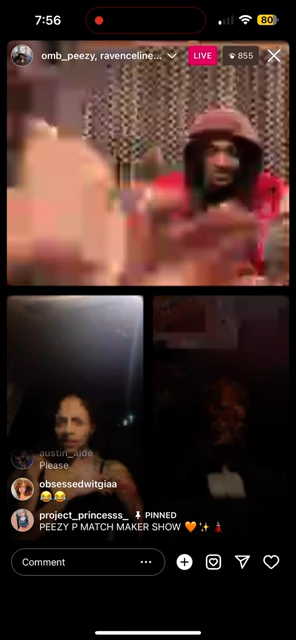 7:56
80
omb_peezy, ravenceline...
LIVE
855
austin_aide
Please
obsessedwitgiaa
😂😂
project_princesss_ PINNED
PEEZY P MATCH MAKER SHOW 🧡✨💃
Comment